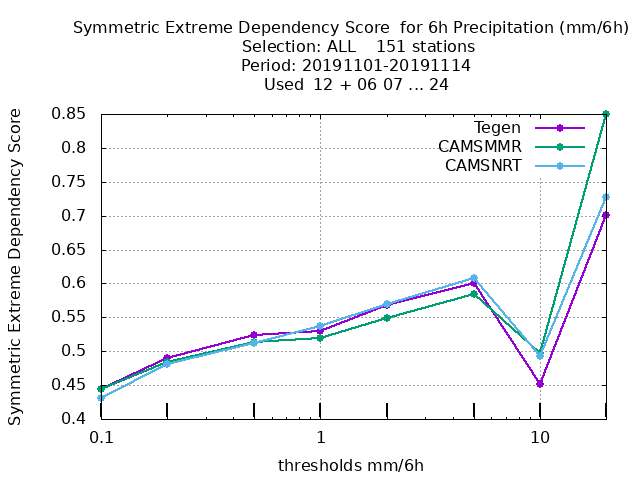 Symmetric Extreme Dependency Score  for 6h Precipitation (mm/6h)
Selection: ALL    151 stations
Period: 20191101-20191114
Used  12 + 06 07 ... 24
Symmetric Extreme Dependency Score
0.85
0.8
0.75
0.7
0.65
0.6
0.55
0.5
0.45
0.4
Tegen
CAMSMMR
CAMSNRT
0.1 1 10
thresholds mm/6h